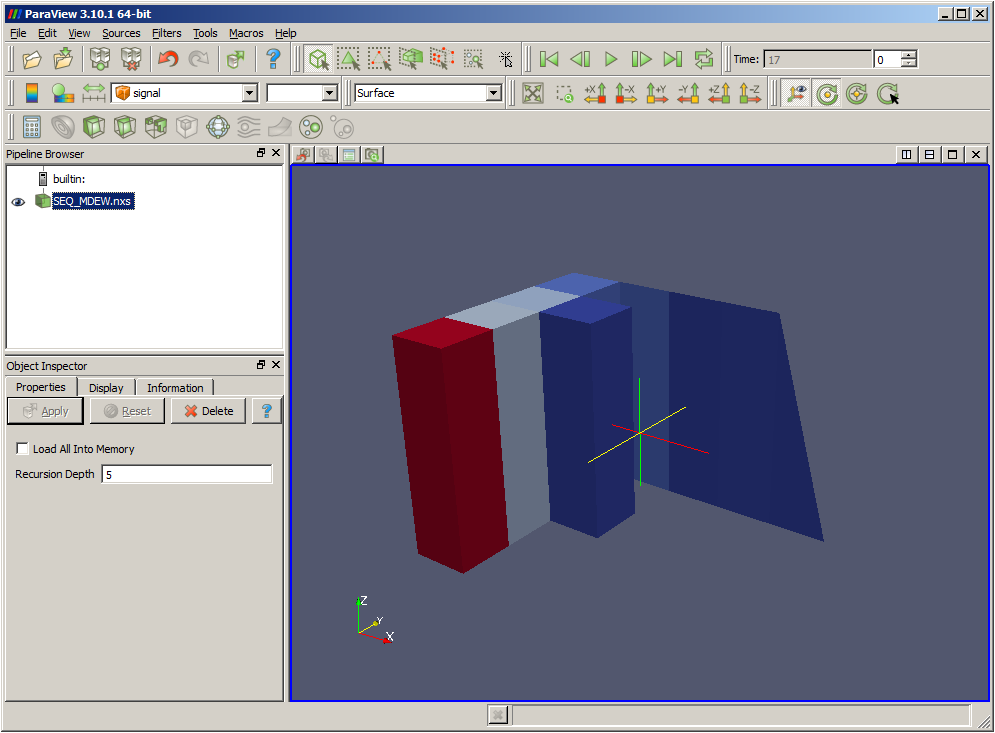 ParaView 3.10.1 64-bit
File Edit View Sources Filters Tools Macros Help
? Time: 17 0
signal Surface +X -X +Y -Y +Z -Z
Pipeline Browser
builtin:
SEQ_MDEW.nxs
Object Inspector
Properties Display Information
Apply Reset Delete ?
Load All Into Memory
Recursion Depth 5
Z
Y
X